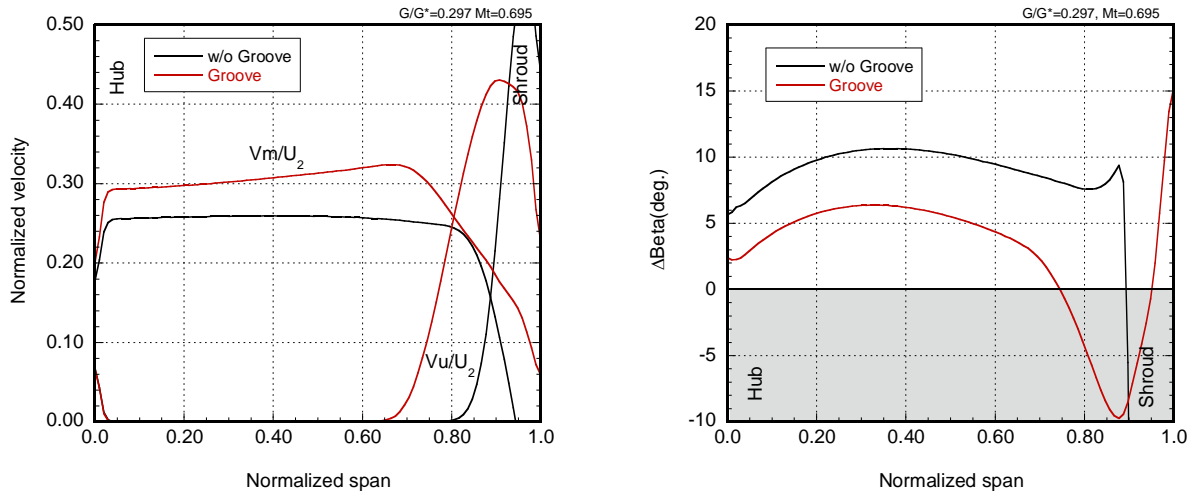 G/G*=0.297 Mt=0.695
0.50
0.40
0.30
0.20
0.10
0.00
Normalized velocity
Hub
w/o Groove
Groove
Shroud
Vm/U2
Vu/U2
0.0 0.20 0.40 0.60 0.80 1.0
Normalized span
G/G*=0.297, Mt=0.695
20
15
10
5
0
-5
-10
ΔBeta(deg.)
w/o Groove
Groove
Hub
Shroud
0.0 0.20 0.40 0.60 0.80 1.0
Normalized span